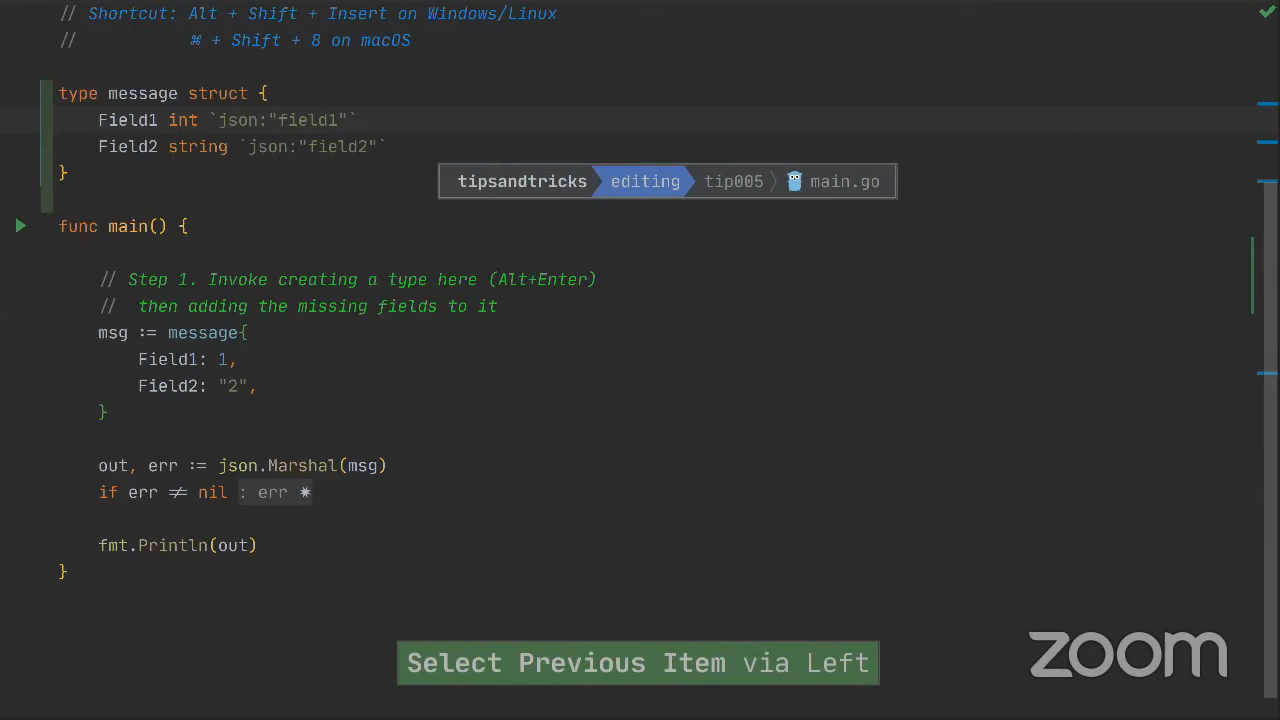 // Shortcut: Alt + Shift + Insert on Windows/Linux
//           ⌘ + Shift + 8 on macOS
type message struct {
    Field1 int `json:"field1"`
    Field2 string `json:"field2"`
}
tipsandtricks editing tip005 main.go
func main() {
    // Step 1. Invoke creating a type here (Alt+Enter)
    //  then adding the missing fields to it
    msg := message{
        Field1: 1,
        Field2: "2",
    }
    out, err := json.Marshal(msg)
    if err ≠ nil : err ✷
    fmt.Println(out)
}
Select Previous Item via Left
zoom